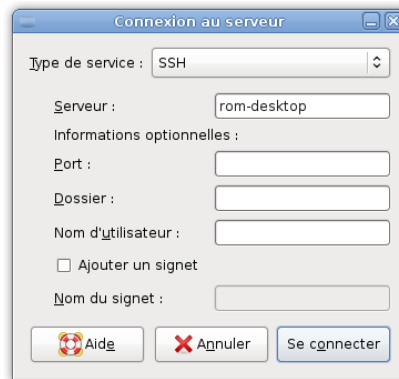 Connexion au serveur
Type de service : SSH
Serveur : rom-desktop
Informations optionnelles :
Port :
Dossier :
Nom d'utilisateur :
Ajouter un signet
Nom du signet :
Aide Annuler Se connecter